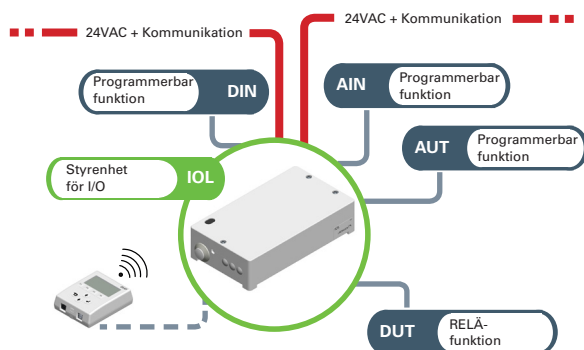 24VAC + Kommunikation
24VAC + Kommunikation
Programmerbar
funktion
DIN
AIN
Programmerbar
funktion
AUT
Programmerbar
funktion
Styrenhet
för I/O
IOL
DUT
RELÄ-
funktion